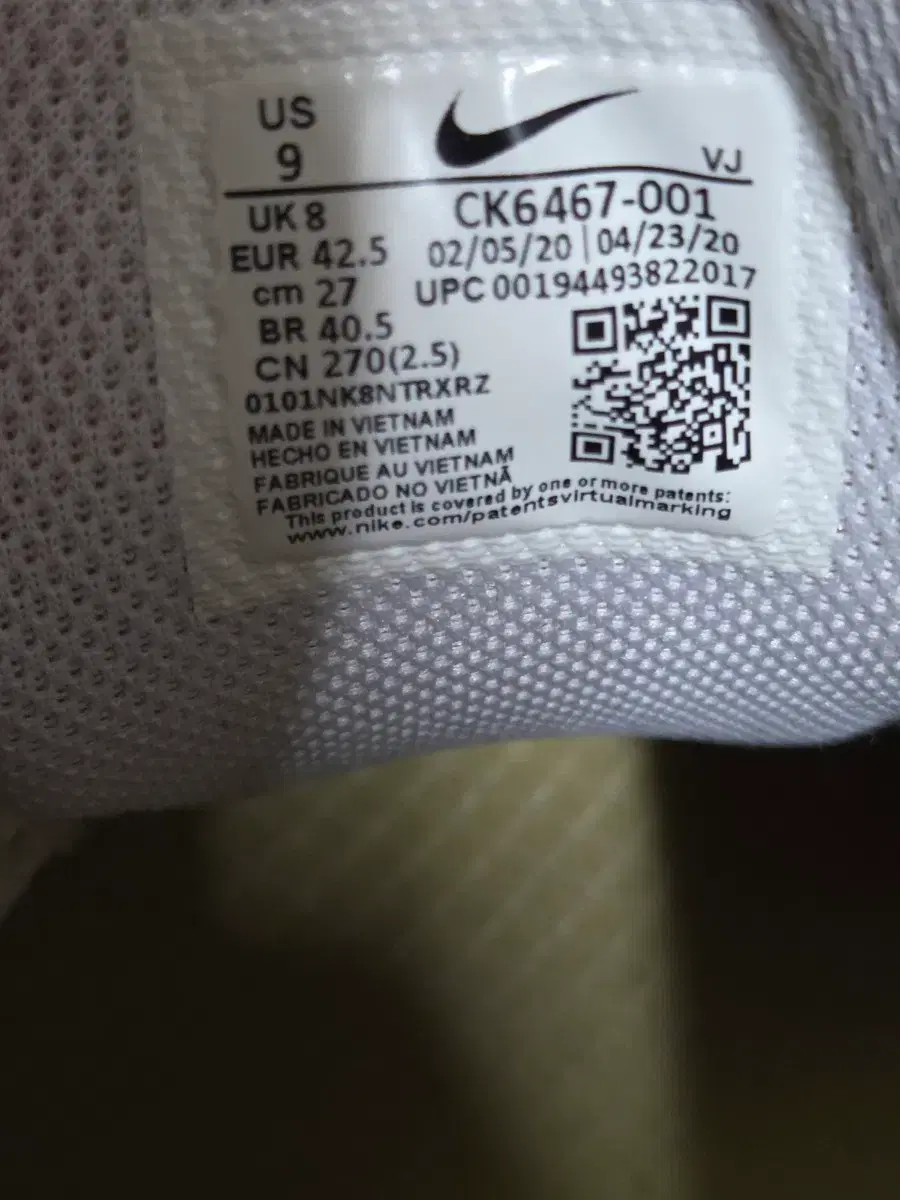 US
9
VJ
UK 8
CK6467-001
EUR 42.5
02/05/20 | 04/23/20
cm 27
UPC 00194493822017
BR 40.5
CN 270(2.5)
0101NK8NTRXRZ
MADE IN VIETNAM
HECHO EN VIETNAM
FABRIQUE AU VIETNAM
FABRICADO NO VIETNÃ
This product is covered by one or more patents:
www.nike.com/patentsvirtualmarking